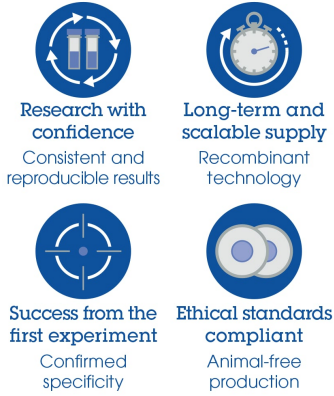 Research with
confidence
Consistent and
reproducible results
Long-term and
scalable supply
Recombinant
technology
Success from the
first experiment
Confirmed
specificity
Ethical standards
compliant
Animal-free
production